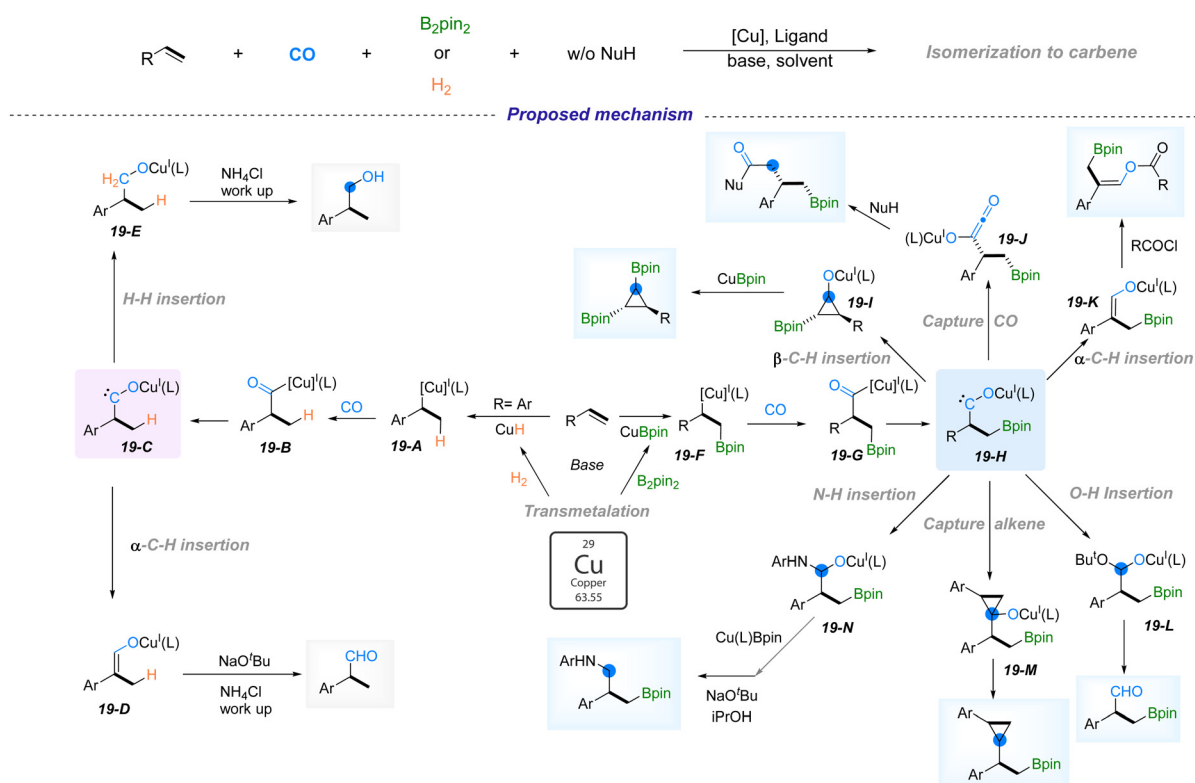 R + CO + B₂pin₂ or H₂ + w/o NuH [Cu], Ligand base, solvent Isomerization to carbene
Proposed mechanism
H₂C OCuᴵ(L)
Ar H
19-E
NH₄Cl
work up
OH
Ar
H-H insertion
C̈ OCuᴵ(L)
Ar H
19-C
O [Cu]ᴵ(L)
Ar H
19-B
CO
[Cu]ᴵ(L)
Ar
H
19-A
R= Ar
CuH
H₂
R
Base
CuBpin
B₂pin₂
Transmetalation
29
Cu
Copper
63.55
[Cu]ᴵ(L)
R
Bpin
19-F
CO
O [Cu]ᴵ(L)
R
Bpin
19-G
C̈ OCuᴵ(L)
R Bpin
19-H
α-C-H insertion
OCuᴵ(L)
Ar H
19-D
NaOᵗBu
NH₄Cl
work up
CHO
Ar
β-C-H insertion
OCuᴵ(L)
Bpin R
19-I
CuBpin
Bpin
Bpin R
Capture CO
O
(L)Cuᴵ O
Ar Bpin
19-J
NuH
O
Nu
Ar Bpin
α-C-H insertion
OCuᴵ(L)
Ar Bpin
19-K
RCOCl
Bpin O
O
Ar R
N-H insertion
ArHN OCuᴵ(L)
Ar Bpin
19-N
Cu(L)Bpin
NaOᵗBu
iPrOH
ArHN
Ar Bpin
Capture alkene
Ar
OCuᴵ(L)
Ar Bpin
19-M
Ar
Ar Bpin
O-H Insertion
BuᵗO OCuᴵ(L)
Ar Bpin
19-L
CHO
Ar Bpin